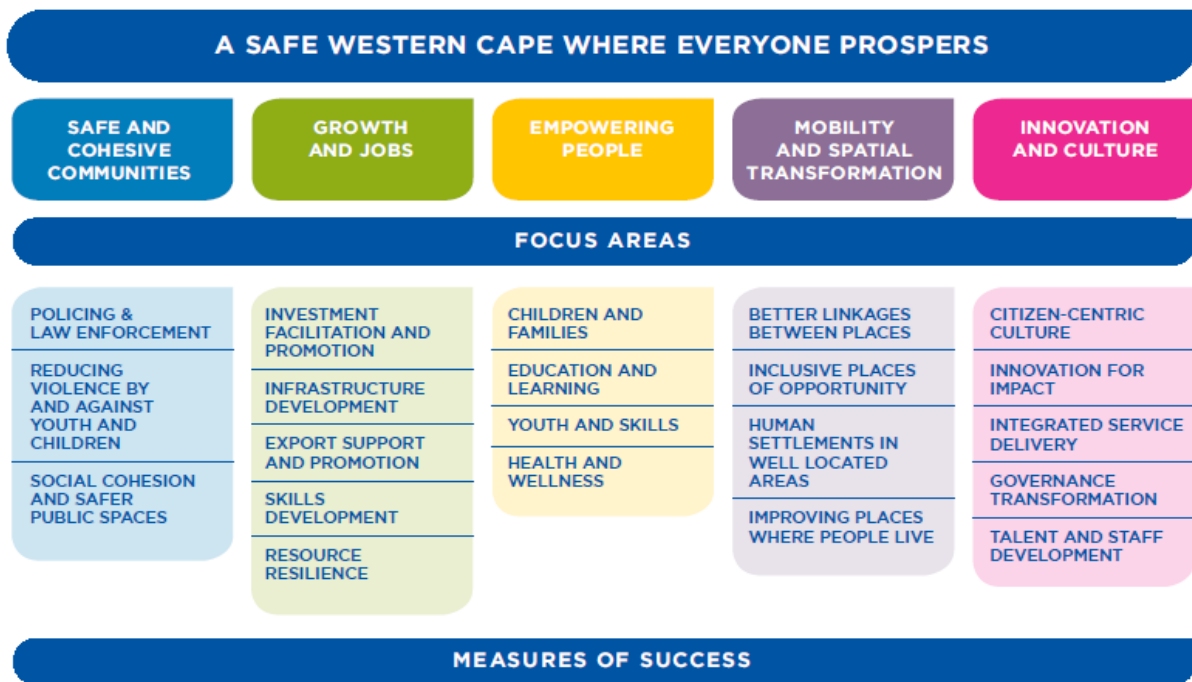 A SAFE WESTERN CAPE WHERE EVERYONE PROSPERS
SAFE AND
COHESIVE
COMMUNITIES
GROWTH
AND JOBS
EMPOWERING
PEOPLE
MOBILITY
AND SPATIAL
TRANSFORMATION
INNOVATION
AND CULTURE
FOCUS AREAS
POLICING &
LAW ENFORCEMENT
REDUCING
VIOLENCE BY
AND AGAINST
YOUTH AND
CHILDREN
SOCIAL COHESION
AND SAFER
PUBLIC SPACES
INVESTMENT
FACILITATION AND
PROMOTION
INFRASTRUCTURE
DEVELOPMENT
EXPORT SUPPORT
AND PROMOTION
SKILLS
DEVELOPMENT
RESOURCE
RESILIENCE
CHILDREN AND
FAMILIES
EDUCATION AND
LEARNING
YOUTH AND SKILLS
HEALTH AND
WELLNESS
BETTER LINKAGES
BETWEEN PLACES
INCLUSIVE PLACES
OF OPPORTUNITY
HUMAN
SETTLEMENTS IN
WELL LOCATED
AREAS
IMPROVING PLACES
WHERE PEOPLE LIVE
CITIZEN-CENTRIC
CULTURE
INNOVATION FOR
IMPACT
INTEGRATED SERVICE
DELIVERY
GOVERNANCE
TRANSFORMATION
TALENT AND STAFF
DEVELOPMENT
MEASURES OF SUCCESS